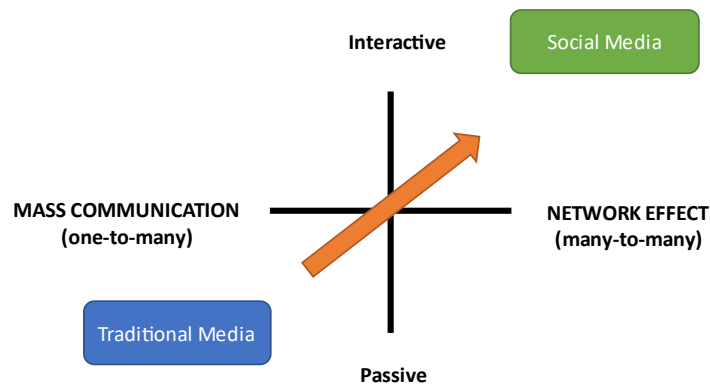 Social Media
Interactive
MASS COMMUNICATION
(one-to-many)
NETWORK EFFECT
(many-to-many)
Traditional Media
Passive